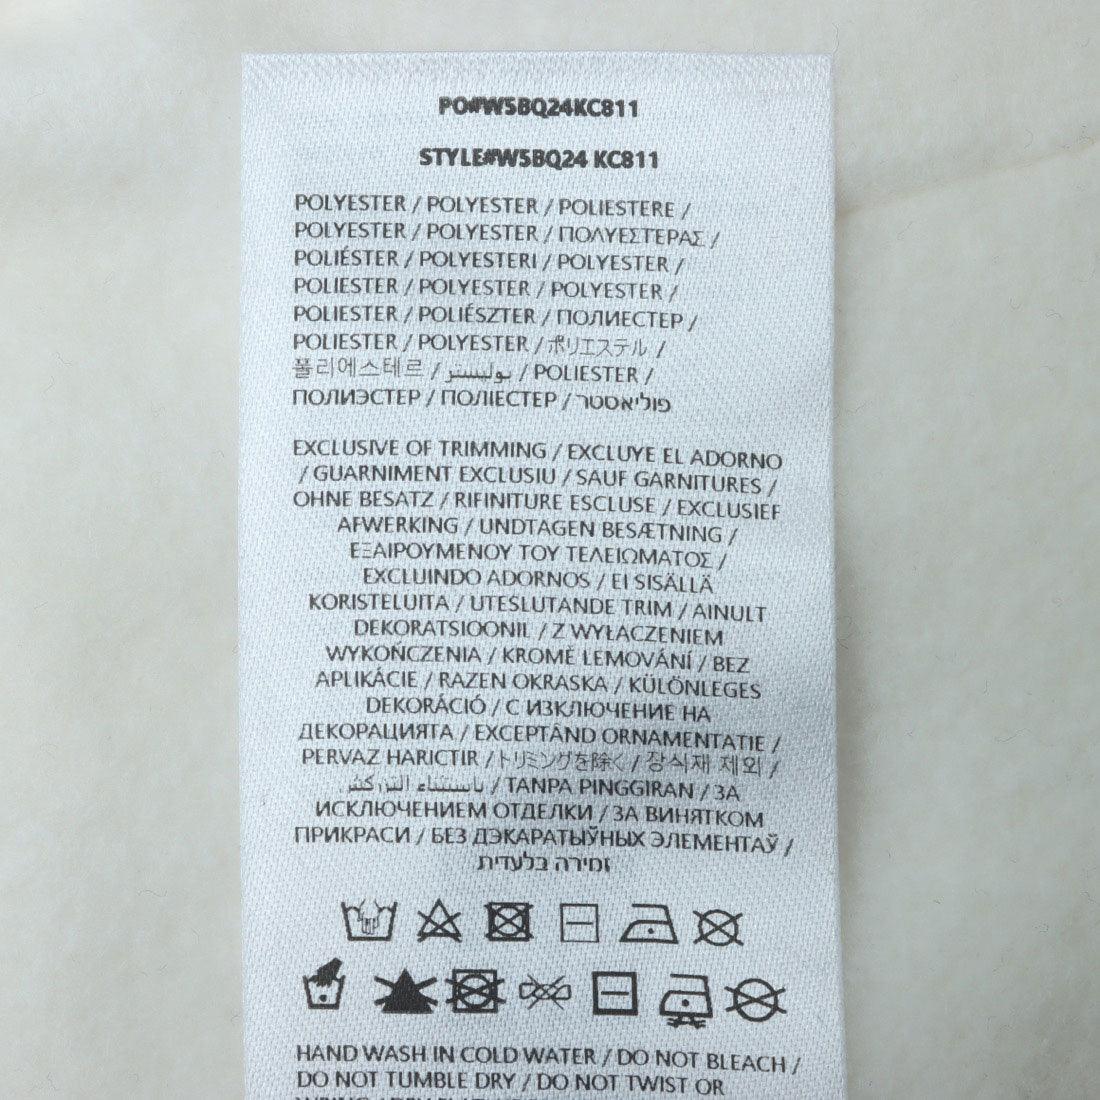 PO#W5BQ24KC811
STYLE#W5BQ24 KC811
POLYESTER / POLYESTER / POLIESTERE /
POLYESTER / POLYESTER / ΠΟΛΥΕΣΤΕΡΑΣ /
POLIÉSTER / POLYESTERI / POLYESTER /
POLIESTER / POLYESTER / POLYESTER /
POLIESTER / POLIÉSZTER / ПОЛИЕСТЕР /
POLIESTER / POLYESTER / ポリエステル /
폴리에스테르 / بوليستر / POLIESTER /
ПОЛИЭСТЕР / ПОЛІЕСТЕР / פוליאסטר
EXCLUSIVE OF TRIMMING / EXCLUYE EL ADORNO
/ GUARNIMENT EXCLUSIU / SAUF GARNITURES /
OHNE BESATZ / RIFINITURE ESCLUSE / EXCLUSIEF
AFWERKING / UNDTAGEN BESÆTNING /
ΕΞΑΙΡΟΥΜΕΝΟΥ ΤΟΥ ΤΕΛΕΙΩΜΑΤΟΣ /
EXCLUINDO ADORNOS / EI SISÄLLÄ
KORISTELUITA / UTESLUTANDE TRIM / AINULT
DEKORATSIOONIL / Z WYŁACZENIEM
WYKOŃCZENIA / KROMĚ LEMOVÁNÍ / BEZ
APLIKÁCIE / RAZEN OKRASKA / KÜLÖNLEGES
DEKORÁCIÓ / С ИЗКЛЮЧЕНИЕ НА
ДЕКОРАЦИЯТА / EXCEPTÂND ORNAMENTATIE /
PERVAZ HARICTIR / トリミングを除く / 장식재 제외 /
باستثناء التزركش / TANPA PINGGIRAN / ЗА
ИСКЛЮЧЕНИЕМ ОТДЕЛКИ / ЗА ВИНЯТКОМ
ПРИКРАСИ / БЕЗ ДЭКАРАТЫЎНЫХ ЭЛЕМЕНТАЎ /
זמירה בלעדית
HAND WASH IN COLD WATER / DO NOT BLEACH /
DO NOT TUMBLE DRY / DO NOT TWIST OR